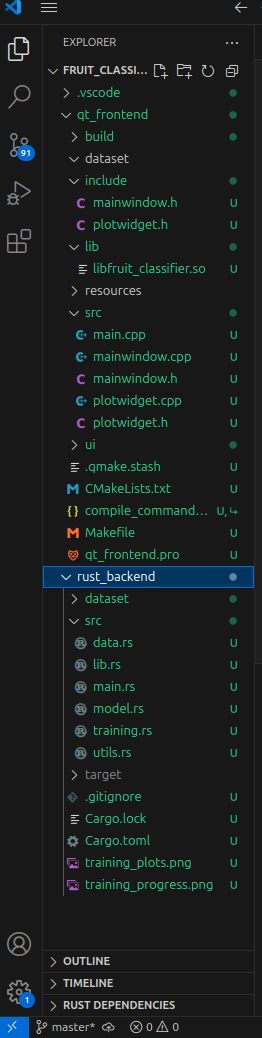 EXPLORER
FRUIT_CLASSI...
.vscode
qt_frontend
build
dataset
include
mainwindow.h U
plotwidget.h U
lib
libfruit_classifier.so U
resources
src
main.cpp U
mainwindow.cpp U
mainwindow.h U
plotwidget.cpp U
plotwidget.h U
ui
.qmake.stash U
CMakeLists.txt U
compile_command... U,
Makefile U
qt_frontend.pro U
rust_backend
dataset
src
data.rs U
lib.rs U
main.rs U
model.rs U
training.rs U
utils.rs U
target
.gitignore U
Cargo.lock U
Cargo.toml U
training_plots.png U
training_progress.png U
91
1
OUTLINE
TIMELINE
RUST DEPENDENCIES
master* 0 0